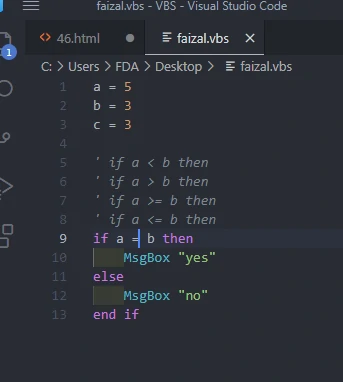 faizal.vbs - VBS - Visual Studio Code
46.html
faizal.vbs
1
C: > Users > FDA > Desktop > faizal.vbs
1 a = 5
2 b = 3
3 c = 3
4
5 ' if a < b then
6 ' if a > b then
7 ' if a >= b then
8 ' if a <= b then
9 if a = b then
10 MsgBox "yes"
11 else
12 MsgBox "no"
13 end if